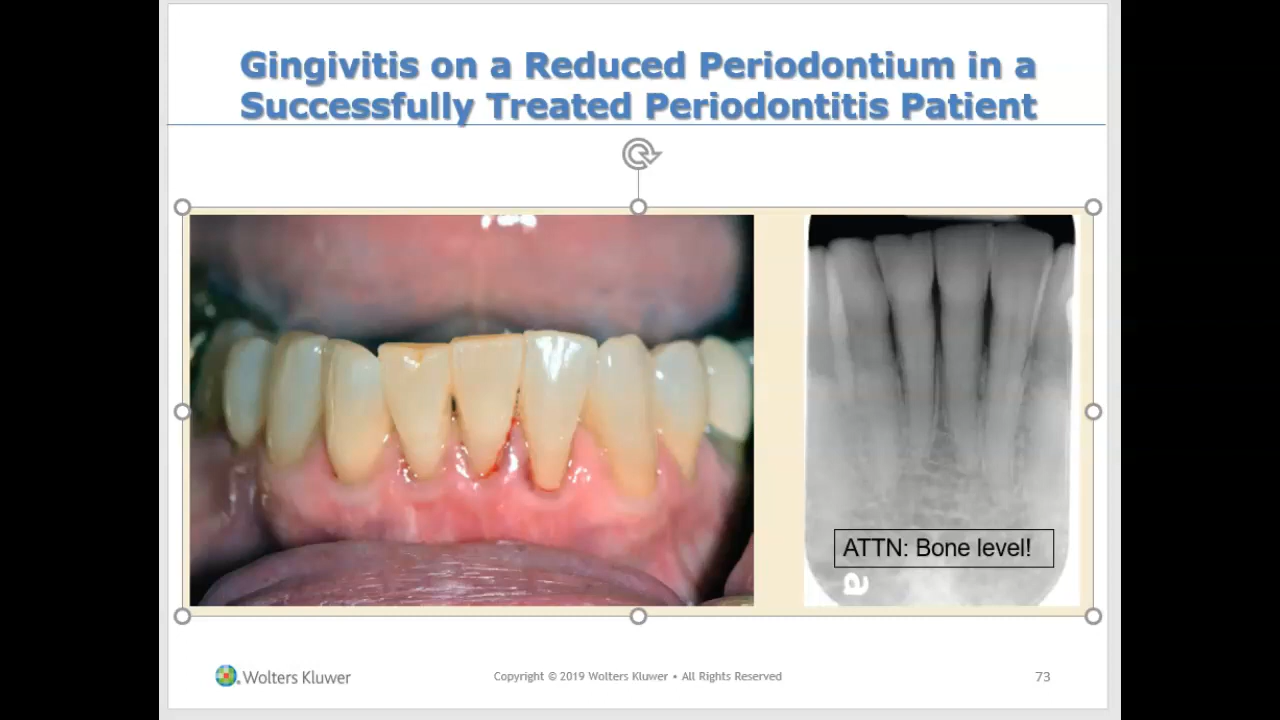 Gingivitis on a Reduced Periodontium in a
Successfully Treated Periodontitis Patient
ATTN: Bone level!
a
Wolters Kluwer
Copyright © 2019 Wolters Kluwer • All Rights Reserved
73